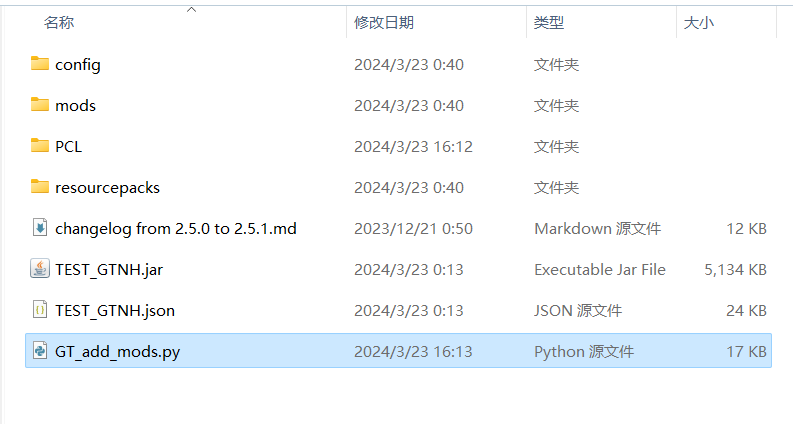 名称 修改日期 类型 大小
config 2024/3/23 0:40 文件夹
mods 2024/3/23 0:40 文件夹
PCL 2024/3/23 16:12 文件夹
resourcepacks 2024/3/23 0:40 文件夹
changelog from 2.5.0 to 2.5.1.md 2023/12/21 0:50 Markdown 源文件 12 KB
TEST_GTNH.jar 2024/3/23 0:13 Executable Jar File 5,134 KB
TEST_GTNH.json 2024/3/23 0:13 JSON 源文件 24 KB
GT_add_mods.py 2024/3/23 16:13 Python 源文件 17 KB